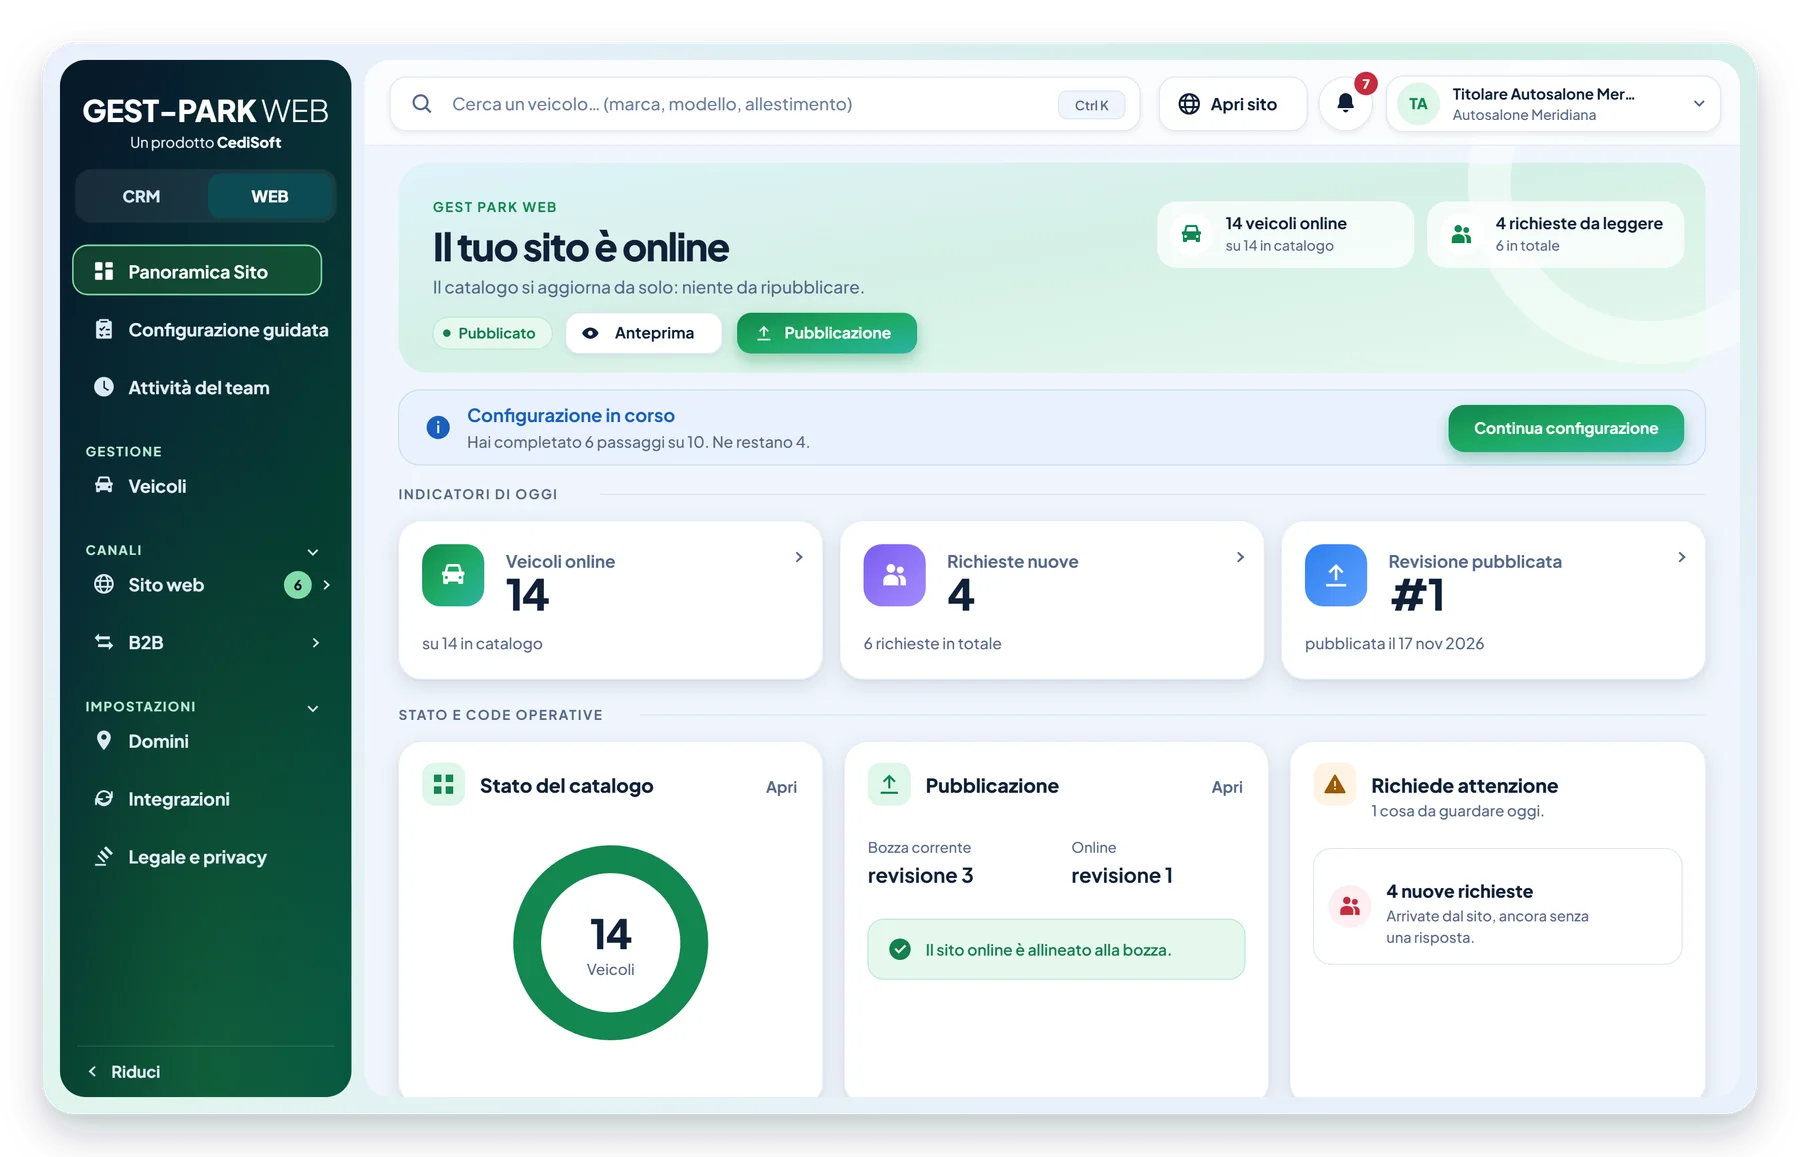 GEST-PARK WEB
Un prodotto CediSoft
CRM
WEB
Panoramica Sito
Configurazione guidata
Attività del team
GESTIONE
Veicoli
CANALI
Sito web
6
B2B
IMPOSTAZIONI
Domini
Integrazioni
Legale e privacy
Riduci
Cerca un veicolo... (marca, modello, allestimento)
Ctrl K
Apri sito
7
TA
Titolare Autosalone Mer...
Autosalone Meridiana
GEST PARK WEB
Il tuo sito è online
Il catalogo si aggiorna da solo: niente da ripubblicare.
Pubblicato
Anteprima
Pubblicazione
14 veicoli online
su 14 in catalogo
4 richieste da leggere
6 in totale
Configurazione in corso
Hai completato 6 passaggi su 10. Ne restano 4.
Continua configurazione
INDICATORI DI OGGI
Veicoli online
14
su 14 in catalogo
Richieste nuove
4
6 richieste in totale
Revisione pubblicata
#1
pubblicata il 17 nov 2026
STATO E CODE OPERATIVE
Stato del catalogo
Apri
14
Veicoli
Pubblicazione
Apri
Bozza corrente
revisione 3
Online
revisione 1
Il sito online è allineato alla bozza.
Richiede attenzione
1 cosa da guardare oggi.
4 nuove richieste
Arrivate dal sito, ancora senza
una risposta.